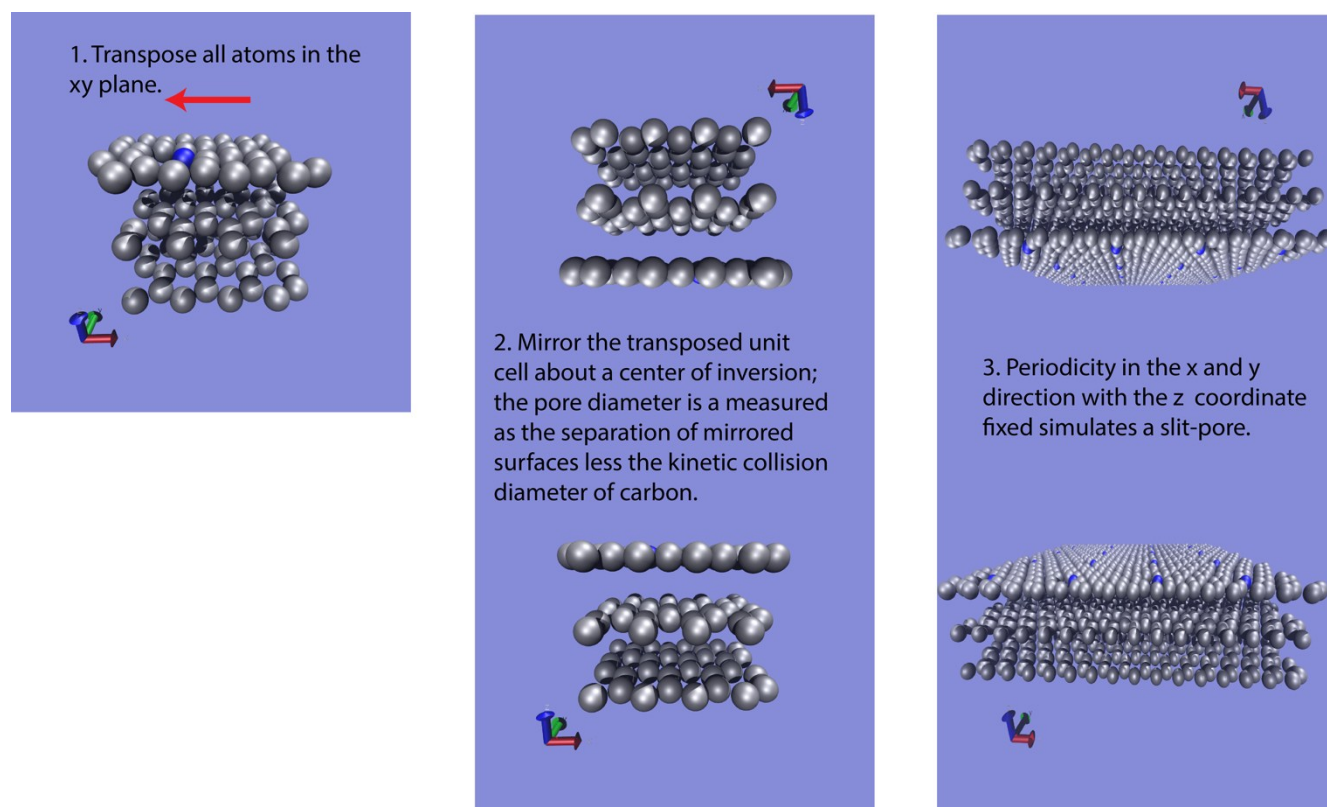 1. Transpose all atoms in the
xy plane.
2. Mirror the transposed unit
cell about a center of inversion;
the pore diameter is a measured
as the separation of mirrored
surfaces less the kinetic collision
diameter of carbon.
3. Periodicity in the x and y
direction with the z coordinate
fixed simulates a slit-pore.